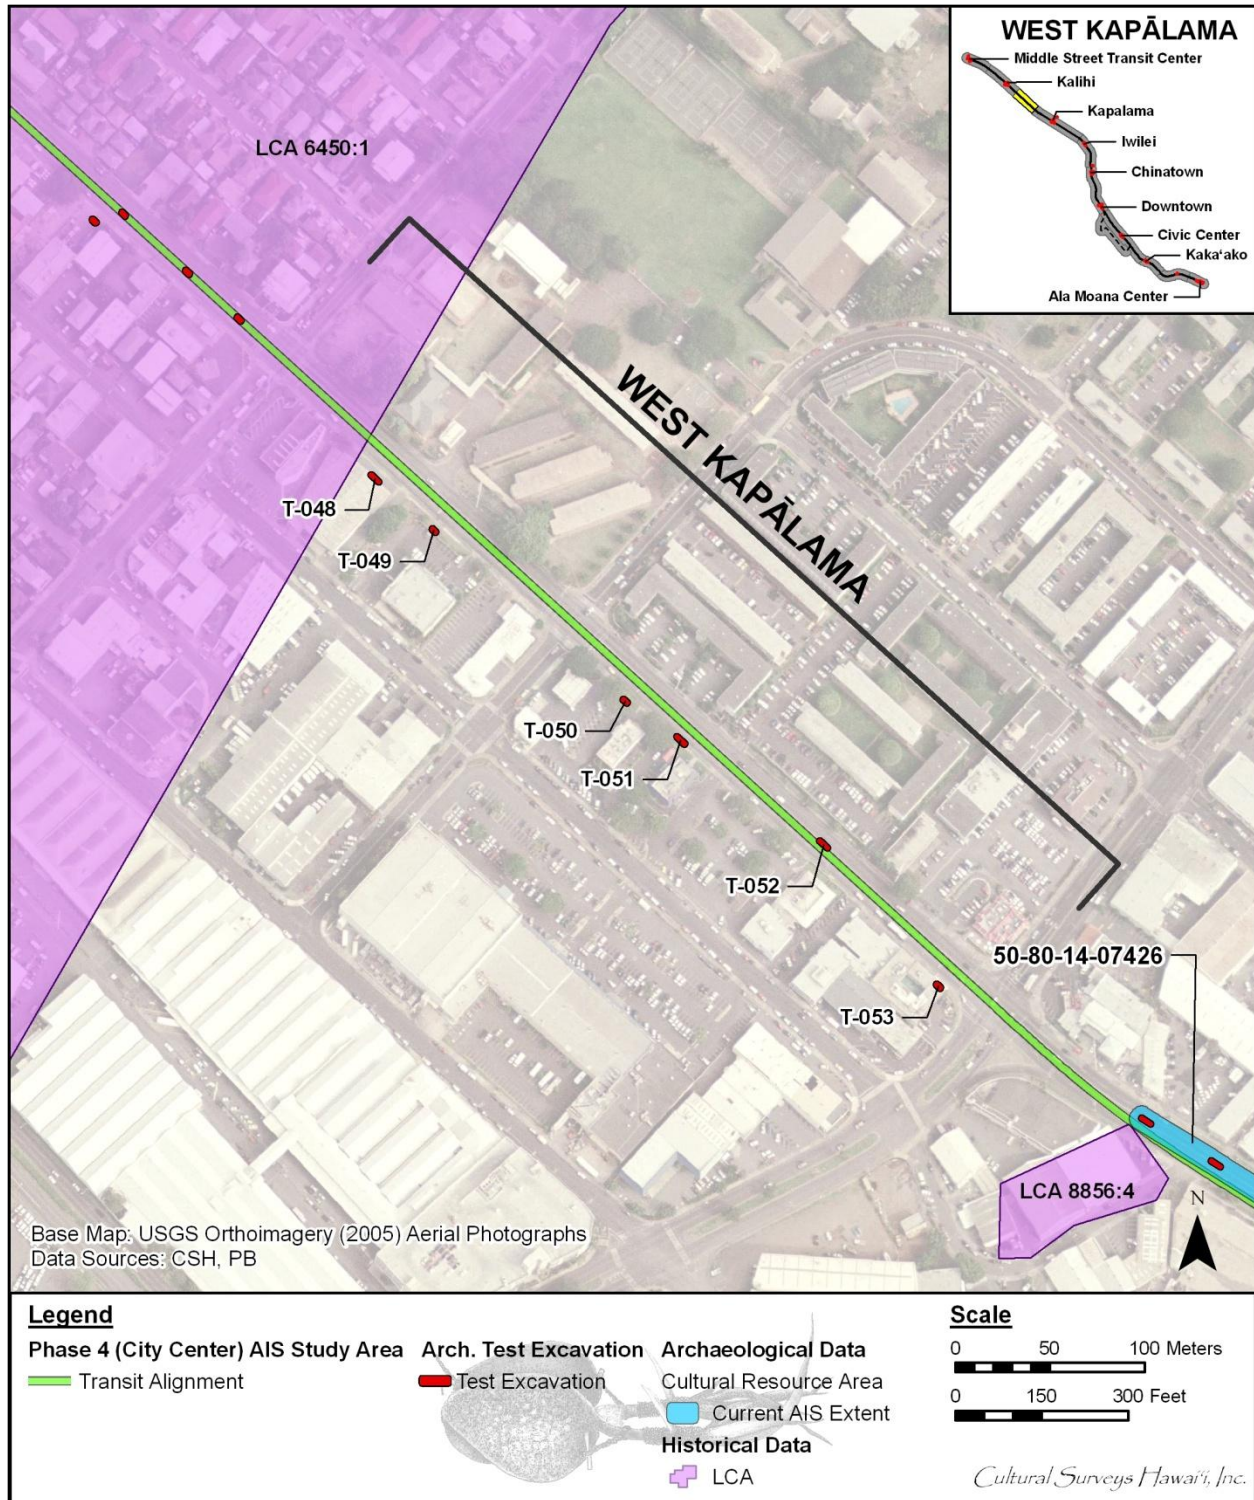 WEST KAPĀLAMA
Middle Street Transit Center
Kalihi
Kapalama
Iwilei
Chinatown
Downtown
Civic Center
Kaka'ako
Ala Moana Center
LCA 6450:1
WEST KAPĀLAMA
T-048
T-049
T-050
T-051
T-052
50-80-14-07426
T-053
LCA 8856:4
N
Base Map: USGS Orthoimagery (2005) Aerial Photographs
Data Sources: CSH, PB
Legend
Phase 4 (City Center) AIS Study Area
Transit Alignment
Arch. Test Excavation
Test Excavation
Archaeological Data
Cultural Resource Area
Current AIS Extent
Historical Data
LCA
Scale
0 50 100 Meters
0 150 300 Feet
Cultural Surveys Hawai'i, Inc.